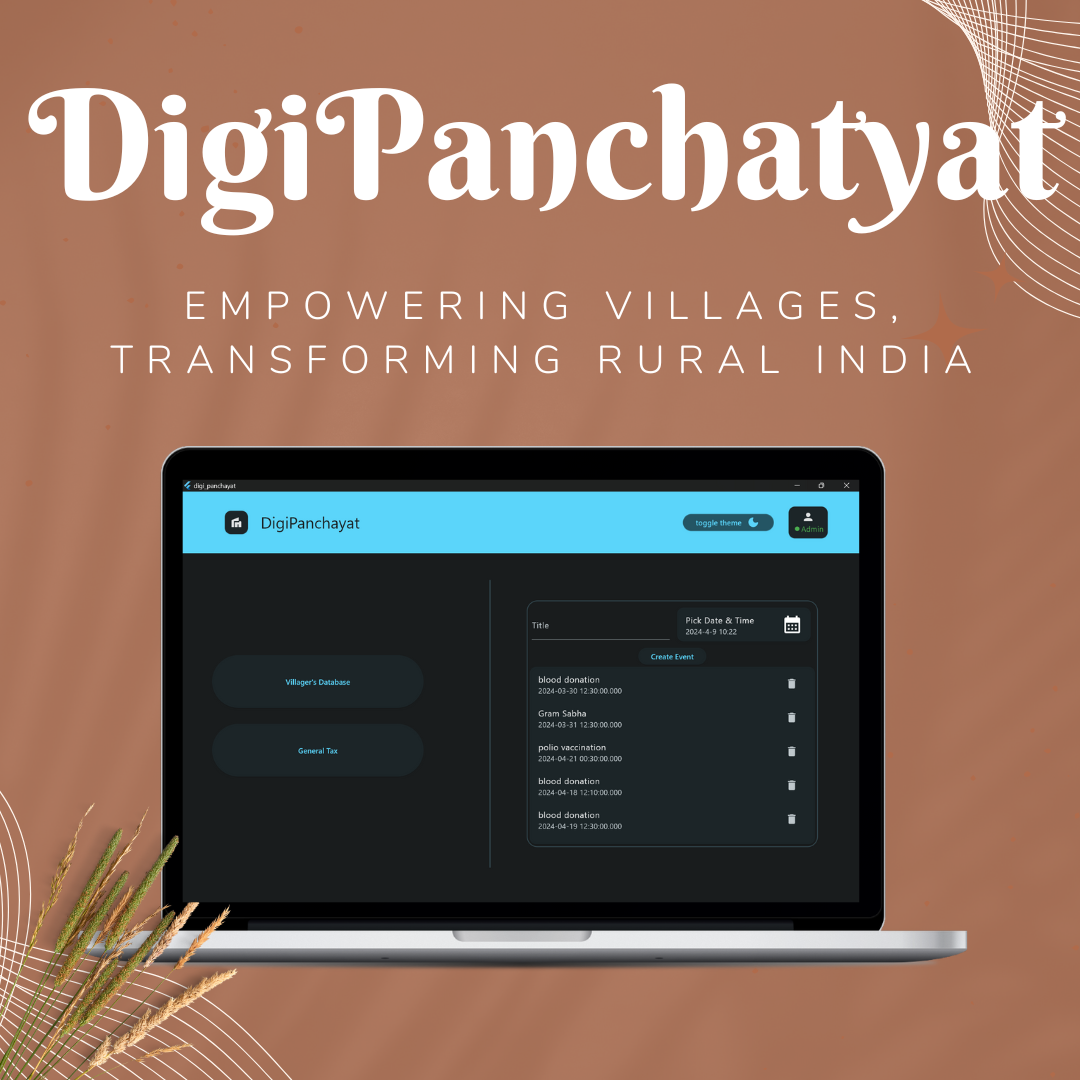 DigiPanchatyat
EMPOWERING VILLAGES,
TRANSFORMING RURAL INDIA
digi_panchayat
DigiPanchayat
toggle theme
Admin
Villager's Database
General Tax
Title
Pick Date & Time
2024-4-9 10:22
Create Event
blood donation
2024-03-30 12:30:00.000
Gram Sabha
2024-03-31 12:30:00.000
polio vaccination
2024-04-21 00:30:00.000
blood donation
2024-04-18 12:10:00.000
blood donation
2024-04-19 12:30:00.000